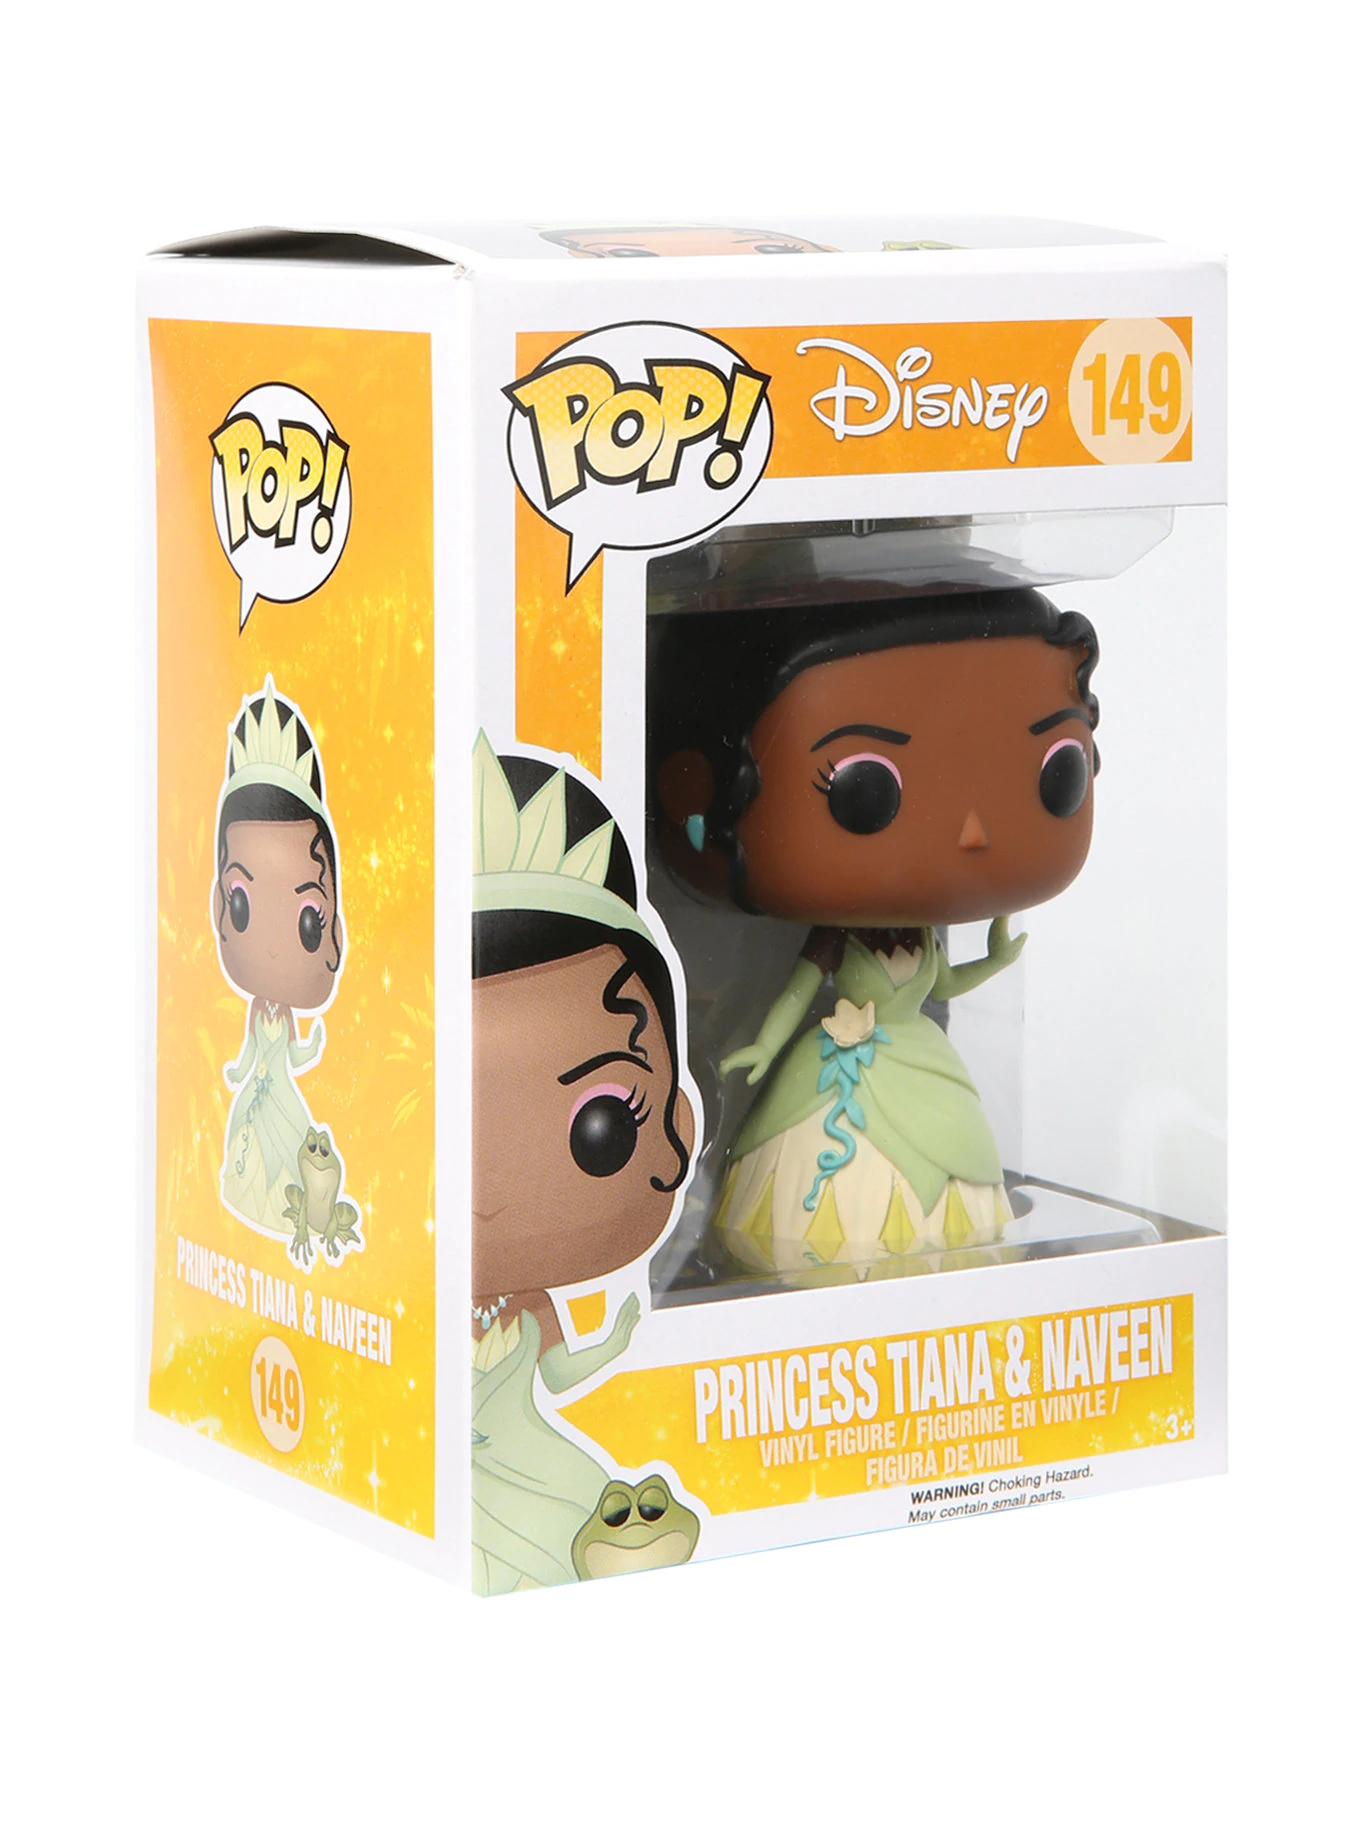 POP!
PRINCESS TIANA & NAVEEN
149
POP!
Disney
149
PRINCESS TIANA & NAVEEN
VINYL FIGURE / FIGURINE EN VINYLE /
FIGURA DE VINIL
3+
WARNING! Choking Hazard.
May contain small parts.